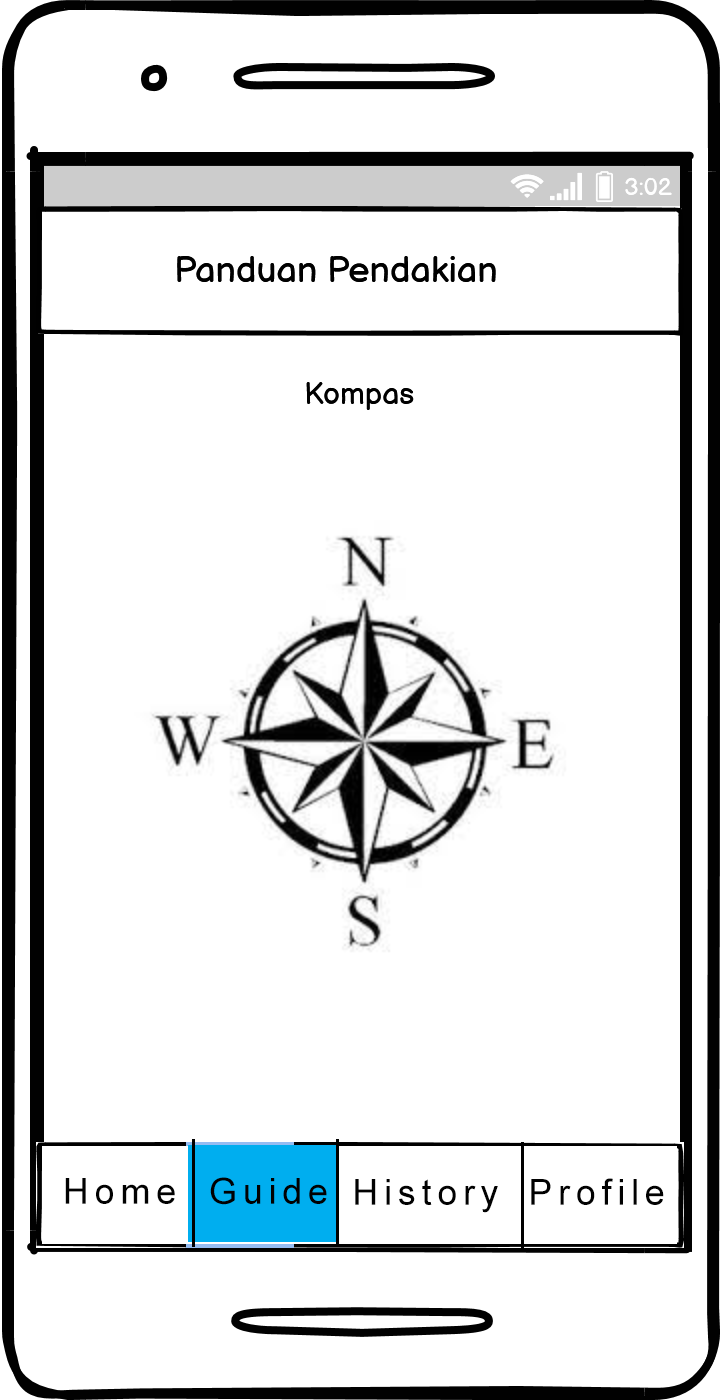 3:02
Panduan Pendakian
Kompas
N
W E
S
Home Guide History Profile